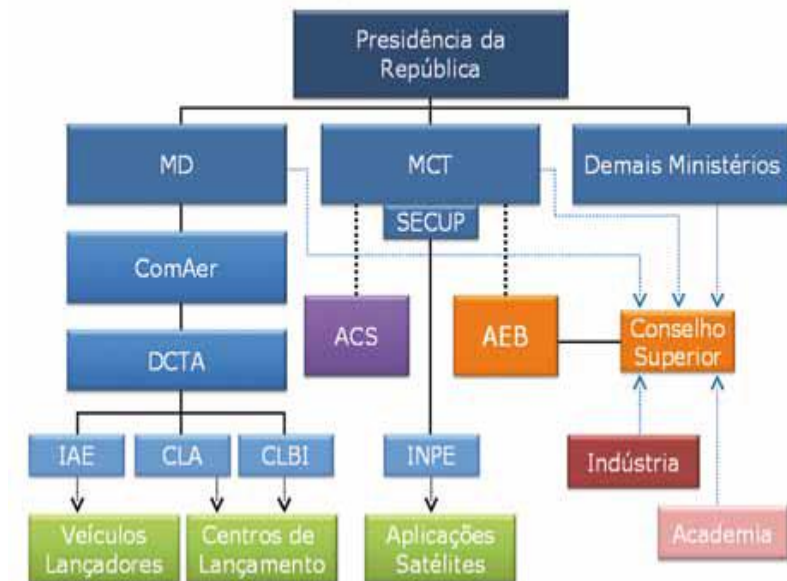 Presidência da
República
MD
MCT
Demais Ministérios
SECUP
ComAer
ACS
AEB
Conselho
Superior
DCTA
IAE
CLA
CLBI
INPE
Indústria
Veículos
Lançadores
Centros de
Lançamento
Aplicações
Satélites
Academia